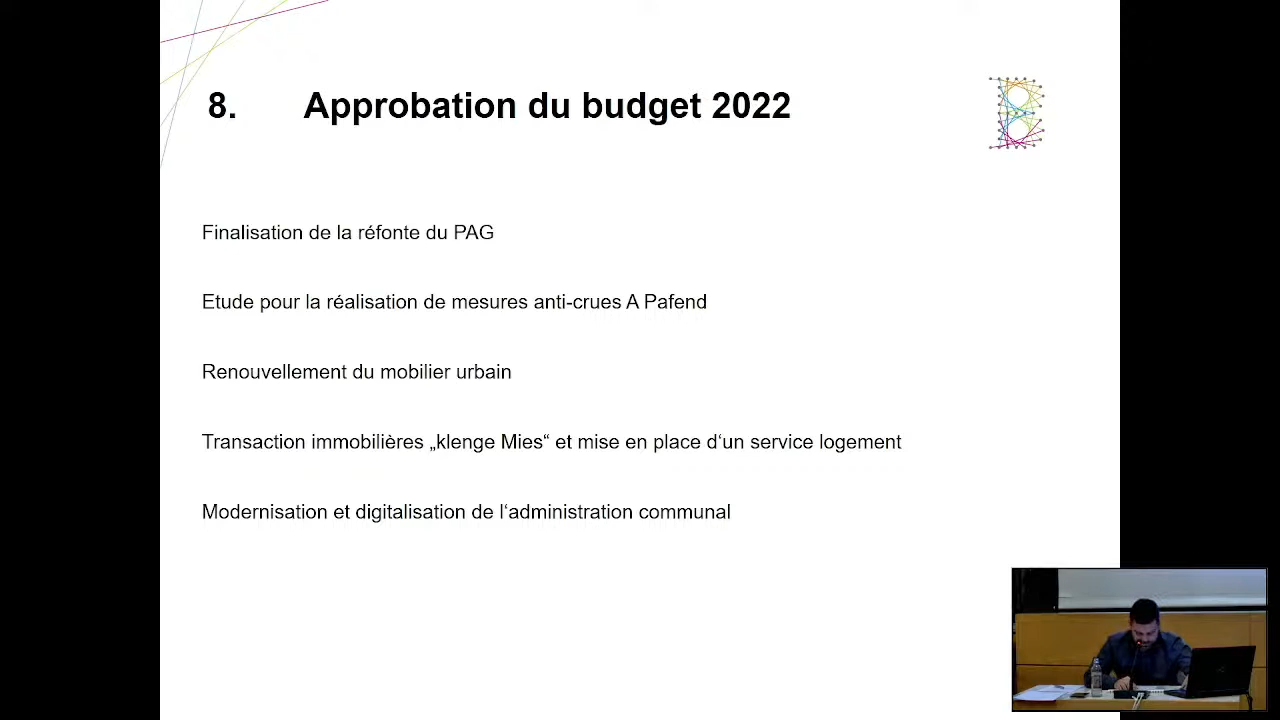 8. Approbation du budget 2022
Finalisation de la réfonte du PAG
Etude pour la réalisation de mesures anti-crues A Pafend
Renouvellement du mobilier urbain
Transaction immobilières „klenge Mies“ et mise en place d‘un service logement
Modernisation et digitalisation de l‘administration communal